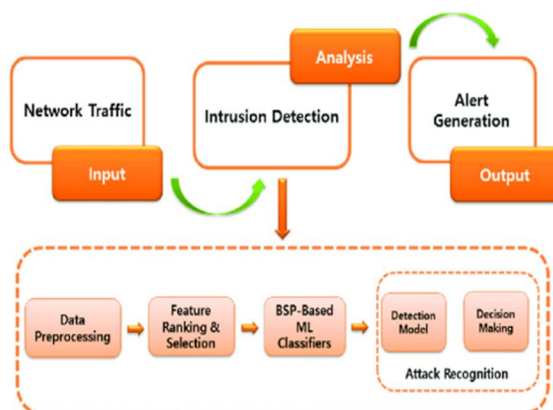 Network Traffic
Input
Intrusion Detection
Analysis
Alert
Generation
Output
Data
Preprocessing
Feature
Ranking &
Selection
BSP-Based
ML
Classifiers
Detection
Model
Decision
Making
Attack Recognition